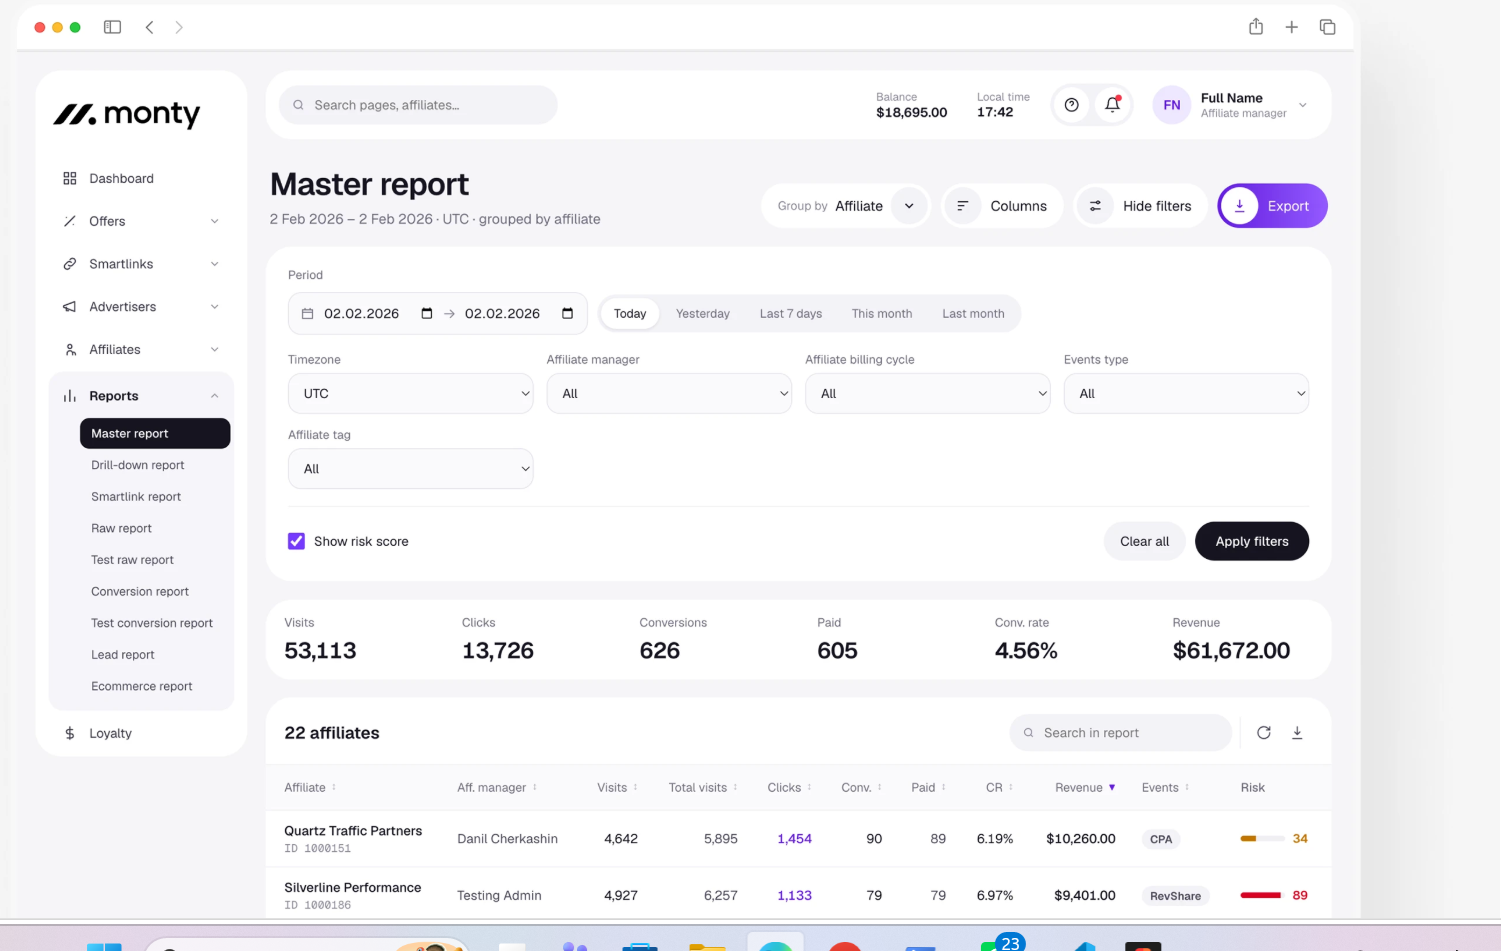 monty
Search pages, affiliates...
Balance
$18,695.00
Local time
17:42
FN
Full Name
Affiliate manager
Dashboard
Offers
Smartlinks
Advertisers
Affiliates
Reports
Master report
Drill-down report
Smartlink report
Raw report
Test raw report
Conversion report
Test conversion report
Lead report
Ecommerce report
Loyalty
Master report
2 Feb 2026 – 2 Feb 2026 · UTC · grouped by affiliate
Group by Affiliate
Columns
Hide filters
Export
Period
02.02.2026 → 02.02.2026
Today Yesterday Last 7 days This month Last month
Timezone Affiliate manager Affiliate billing cycle Events type
UTC All All All
Affiliate tag
All
Show risk score
Clear all
Apply filters
Visits Clicks Conversions Paid Conv. rate Revenue
53,113 13,726 626 605 4.56% $61,672.00
22 affiliates
Search in report
Affiliate Aff. manager Visits Total visits Clicks Conv. Paid CR Revenue Events Risk
Quartz Traffic Partners Danil Cherkashin 4,642 5,895 1,454 90 89 6.19% $10,260.00 CPA 34
ID 1000151
Silverline Performance Testing Admin 4,927 6,257 1,133 79 79 6.97% $9,401.00 RevShare 89
ID 1000186
23